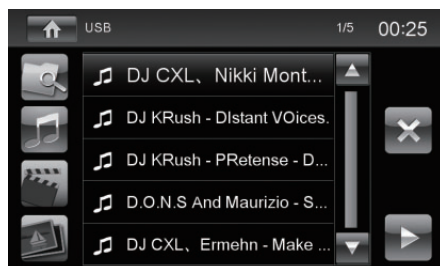 USB 1/5 00:25
DJ CXL、Nikki Mont...
DJ KRush - DIstant VOices.
DJ KRush - PRetense - D...
D.O.N.S And Maurizio - S...
DJ CXL、Ermehn - Make ...